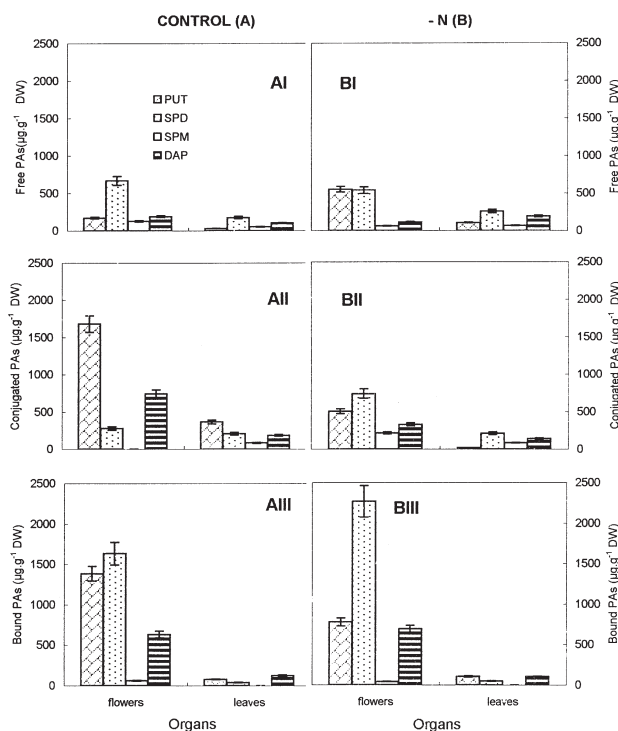 CONTROL (A)
- N (B)
2500
2000
1500
1000
500
0
Free PAs(µg.g-1 DW)
AI
PUT
SPD
SPM
DAP
BI
2500
2000
1500
1000
500
0
Free PAs (µg.g-1 DW)
2500
2000
1500
1000
500
0
Conjugated PAs (µg.g-1 DW)
AII
BII
2500
2000
1500
1000
500
0
Conjugated PAs (µg.g-1 DW)
2500
2000
1500
1000
500
0
Bound PAs (µg.g-1 DW)
AIII
BIII
2500
2000
1500
1000
500
0
Bound PAs (µg.g-1 DW)
flowers
leaves
flowers
leaves
Organs
Organs